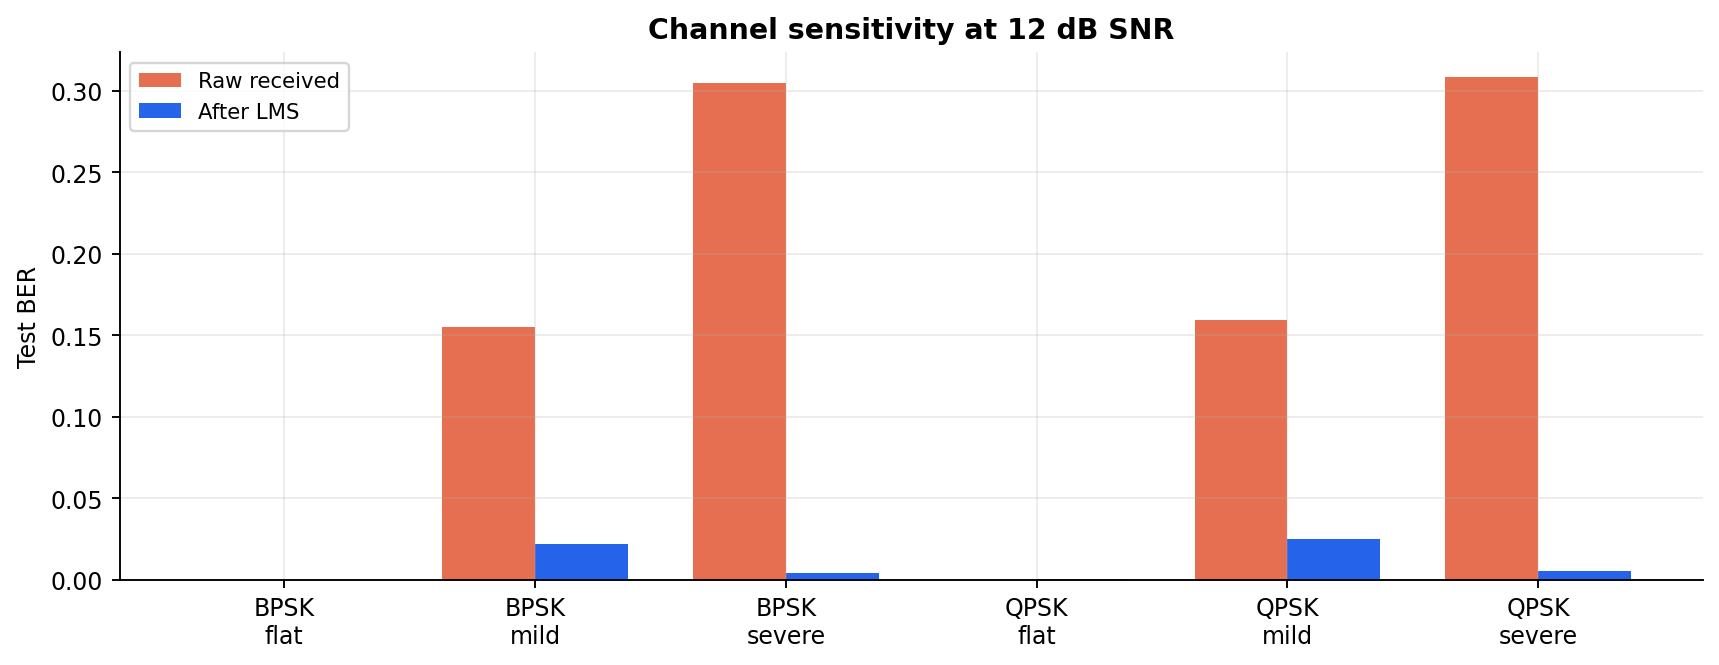 Channel sensitivity at 12 dB SNR
Raw received
After LMS
Test BER
0.30
0.25
0.20
0.15
0.10
0.05
0.00
BPSK
flat
BPSK
mild
BPSK
severe
QPSK
flat
QPSK
mild
QPSK
severe